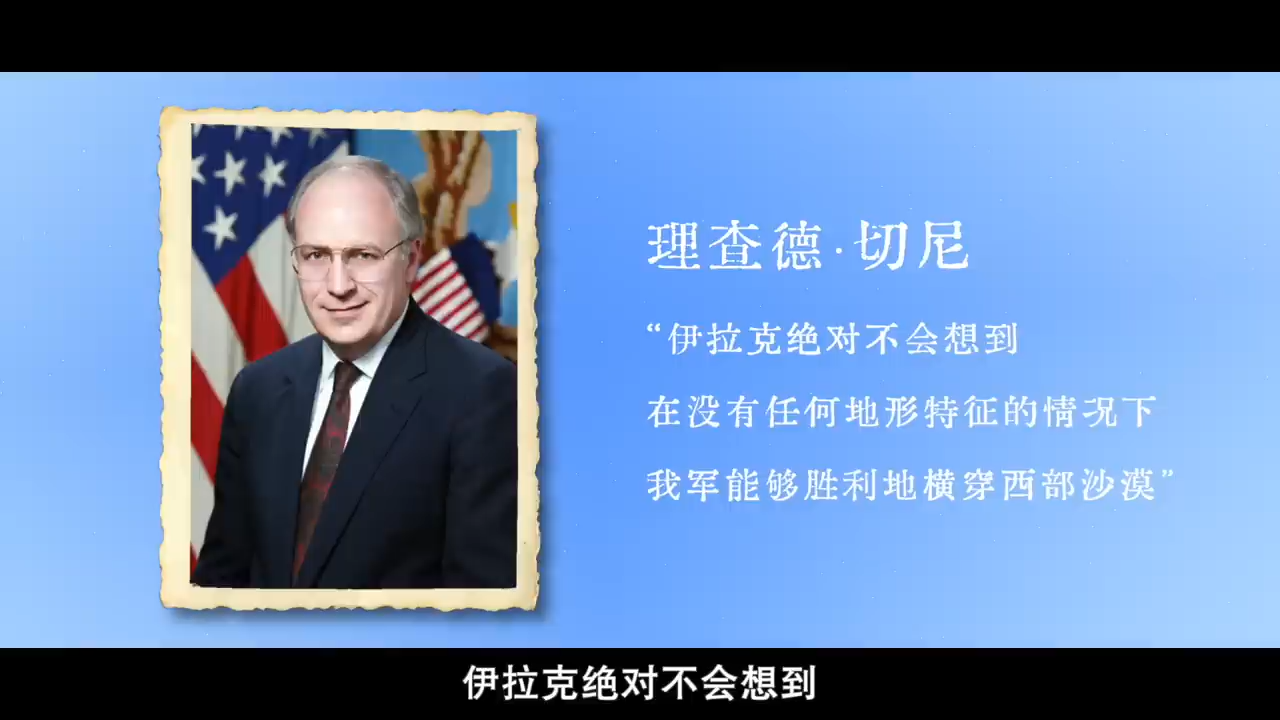 理查德·切尼
“伊拉克绝对不会想到
在没有任何地形特征的情况下
我军能够胜利地横穿西部沙漠”
伊拉克绝对不会想到